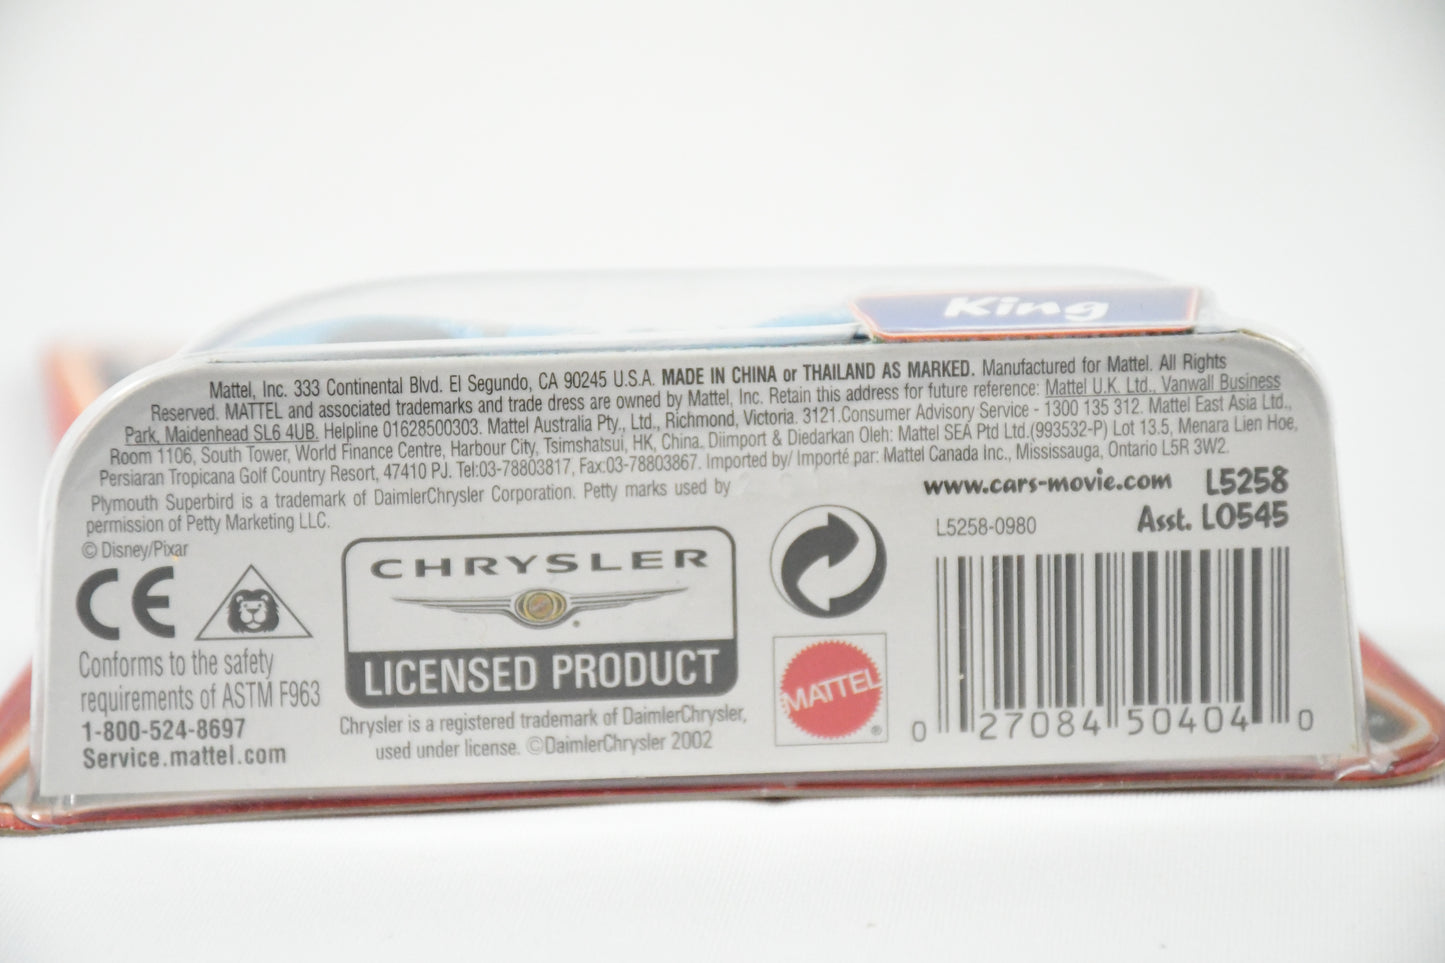 King
Mattel, Inc. 333 Continental Blvd. El Segundo, CA 90245 U.S.A. MADE IN CHINA or THAILAND AS MARKED. Manufactured for Mattel. All Rights
Reserved. MATTEL and associated trademarks and trade dress are owned by Mattel, Inc. Retain this address for future reference: Mattel U.K. Ltd., Vanwall Business
Park, Maidenhead SL6 4UB. Helpline 01628500303. Mattel Australia Pty., Ltd., Richmond, Victoria. 3121.Consumer Advisory Service - 1300 135 312. Mattel East Asia Ltd.,
Room 1106, South Tower, World Finance Centre, Harbour City, Tsimshatsui, HK, China. Diimport & Diedarkan Oleh: Mattel SEA Ptd Ltd.(993532-P) Lot 13.5, Menara Lien Hoe,
Persiaran Tropicana Golf Country Resort, 47410 PJ. Tel:03-78803817, Fax:03-78803867. Imported by/ Importé par: Mattel Canada Inc., Mississauga, Ontario L5R 3W2.
Plymouth Superbird is a trademark of DaimlerChrysler Corporation. Petty marks used by
permission of Petty Marketing LLC.
© Disney/Pixar
CE
Conforms to the safety
requirements of ASTM F963
1-800-524-8697
Service.mattel.com
CHRYSLER
LICENSED PRODUCT
Chrysler is a registered trademark of DaimlerChrysler,
used under license. ©DaimlerChrysler 2002
MATTEL®
www.cars-movie.com L5258
L5258-0980 Asst. L0545
0 27084 50404 0